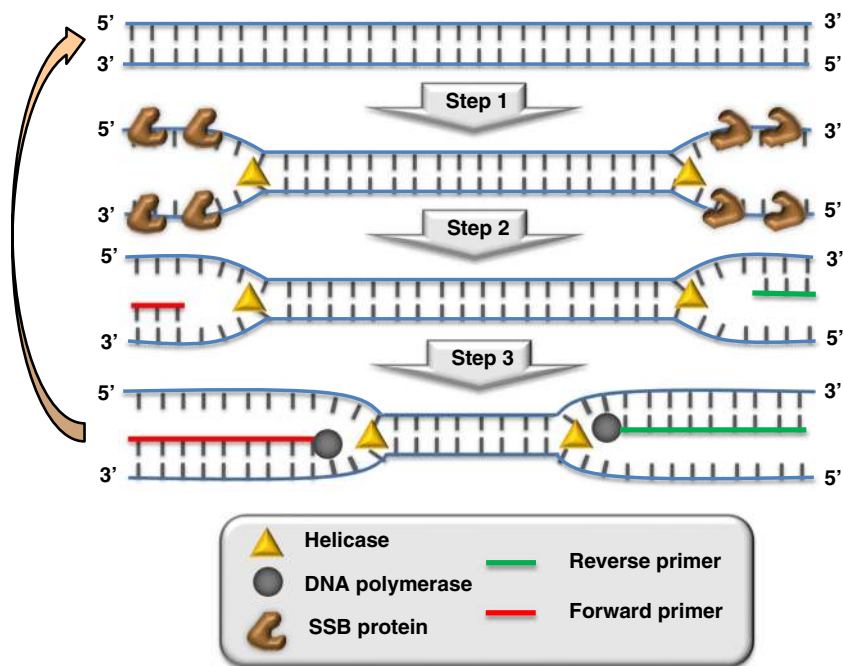 5’ 3’
3’ 5’
Step 1
5’ 3’
3’ 5’
Step 2
5’ 3’
3’ 5’
Step 3
5’ 3’
3’ 5’
Helicase
DNA polymerase
SSB protein
Reverse primer
Forward primer